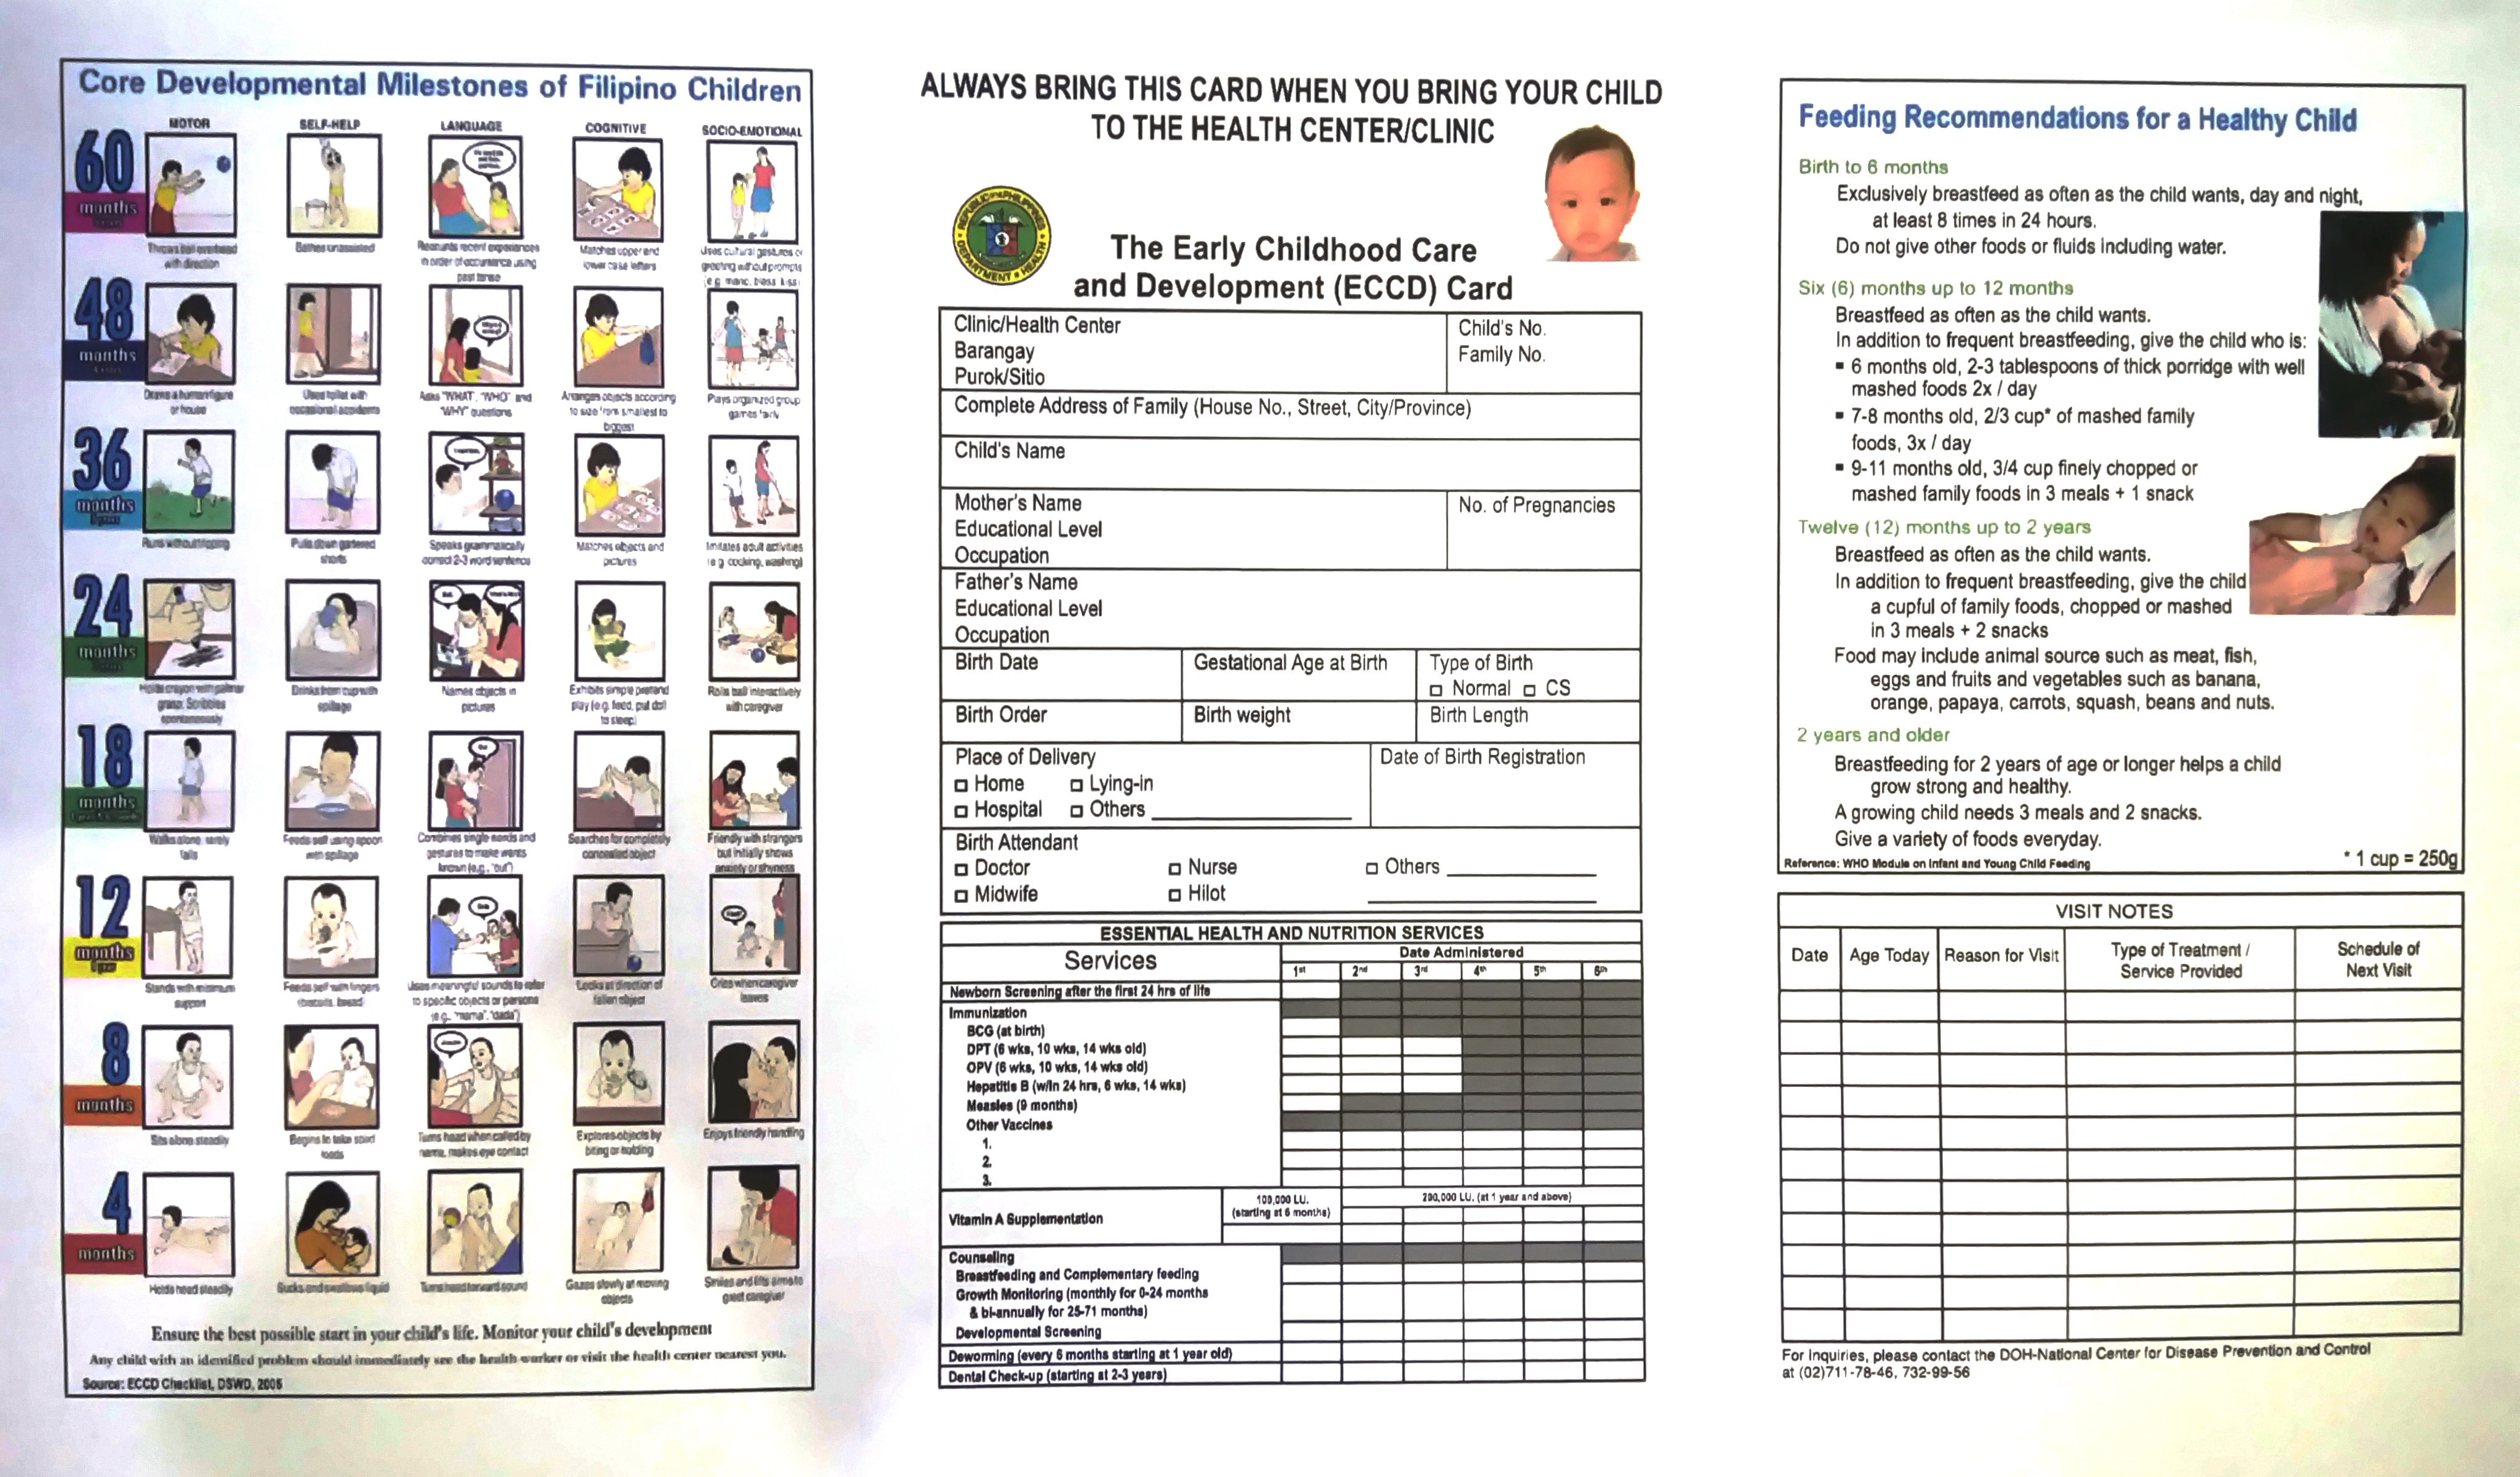 Core Developmental Milestones of Filipino Children
MOTOR SELF-HELP LANGUAGE COGNITIVE SOCIO-EMOTIONAL
60
months
Throws ball overhead with direction
Bathes unassisted
Recounts recent experiences in order of occurrence using past tense
Matches upper and lower case letters
Uses cultural gestures of greeting without prompts (e.g. mano, bless, kiss)
48
months
Draws a human figure or house
Uses toilet with occasional accidents
Asks "WHAT", "WHO" and "WHY" questions
Arranges objects according to size from smallest to biggest
Plays organized group games fairly
36
months
Runs without tripping
Pulls down gartered shorts
Speaks grammatically correct 2-3 word sentence
Matches objects and pictures
Imitates adult activities (e.g. cooking, washing)
24
months
Holds crayon with palmar grasp. Scribbles spontaneously
Drinks from cup with spillage
Names objects in pictures
Exhibits simple pretend play (e.g. feed, put doll to sleep)
Rolls ball interactively with caregiver
18
months
Walks alone, rarely falls
Feeds self using spoon with spillage
Combines single words and gestures to make wants known (e.g., "out")
Searches for completely concealed object
Friendly with strangers but initially shows anxiety or shyness
12
months
Stands with minimum support
Feeds self with fingers (biscuits, bread)
Uses meaningful sounds to refer to specific objects or persons (e.g., "mama", "dada")
Looks at direction of fallen object
Cries when caregiver leaves
8
months
Sits alone steadily
Begins to take solid foods
Turns head when called by name, makes eye contact
Explores objects by biting or holding
Enjoys friendly handling
4
months
Holds head steadily
Sucks and swallows liquid
Turns head toward sound
Gazes slowly at moving objects
Smiles and lifts arms to greet caregiver
Ensure the best possible start in your child's life. Monitor your child's development
Any child with an identified problem should immediately see the health worker or visit the health center nearest you.
Source: ECCD Checklist, DSWD, 2005
ALWAYS BRING THIS CARD WHEN YOU BRING YOUR CHILD
TO THE HEALTH CENTER/CLINIC
REPUBLIC OF THE PHILIPPINES
DEPARTMENT OF HEALTH
The Early Childhood Care
and Development (ECCD) Card
Clinic/Health Center
Barangay
Purok/Sitio
Child's No.
Family No.
Complete Address of Family (House No., Street, City/Province)
Child's Name
Mother's Name
Educational Level
Occupation
No. of Pregnancies
Father's Name
Educational Level
Occupation
Birth Date
Gestational Age at Birth
Type of Birth
Normal CS
Birth Order
Birth weight
Birth Length
Place of Delivery
Home Lying-in
Hospital Others
Date of Birth Registration
Birth Attendant
Doctor Nurse Others
Midwife Hilot
ESSENTIAL HEALTH AND NUTRITION SERVICES
Services
Date Administered
1st 2nd 3rd 4th 5th 6th
Newborn Screening after the first 24 hrs of life
Immunization
BCG (at birth)
DPT (6 wks, 10 wks, 14 wks old)
OPV (6 wks, 10 wks, 14 wks old)
Hepatitis B (w/in 24 hrs, 6 wks, 14 wks)
Measles (9 months)
Other Vaccines
1.
2.
3.
Vitamin A Supplementation
100,000 I.U.
(starting at 6 months)
200,000 I.U. (at 1 year and above)
Counseling
Breastfeeding and Complementary feeding
Growth Monitoring (monthly for 0-24 months
& bi-annually for 25-71 months)
Developmental Screening
Deworming (every 6 months starting at 1 year old)
Dental Check-up (starting at 2-3 years)
Feeding Recommendations for a Healthy Child
Birth to 6 months
Exclusively breastfeed as often as the child wants, day and night,
at least 8 times in 24 hours.
Do not give other foods or fluids including water.
Six (6) months up to 12 months
Breastfeed as often as the child wants.
In addition to frequent breastfeeding, give the child who is:
▪ 6 months old, 2-3 tablespoons of thick porridge with well
mashed foods 2x / day
▪ 7-8 months old, 2/3 cup* of mashed family
foods, 3x / day
▪ 9-11 months old, 3/4 cup finely chopped or
mashed family foods in 3 meals + 1 snack
Twelve (12) months up to 2 years
Breastfeed as often as the child wants.
In addition to frequent breastfeeding, give the child
a cupful of family foods, chopped or mashed
in 3 meals + 2 snacks
Food may include animal source such as meat, fish,
eggs and fruits and vegetables such as banana,
orange, papaya, carrots, squash, beans and nuts.
2 years and older
Breastfeeding for 2 years of age or longer helps a child
grow strong and healthy.
A growing child needs 3 meals and 2 snacks.
Give a variety of foods everyday.
Reference: WHO Module on Infant and Young Child Feeding
* 1 cup = 250g
VISIT NOTES
Date
Age Today
Reason for Visit
Type of Treatment /
Service Provided
Schedule of
Next Visit
For Inquiries, please contact the DOH-National Center for Disease Prevention and Control
at (02)711-78-46, 732-99-56